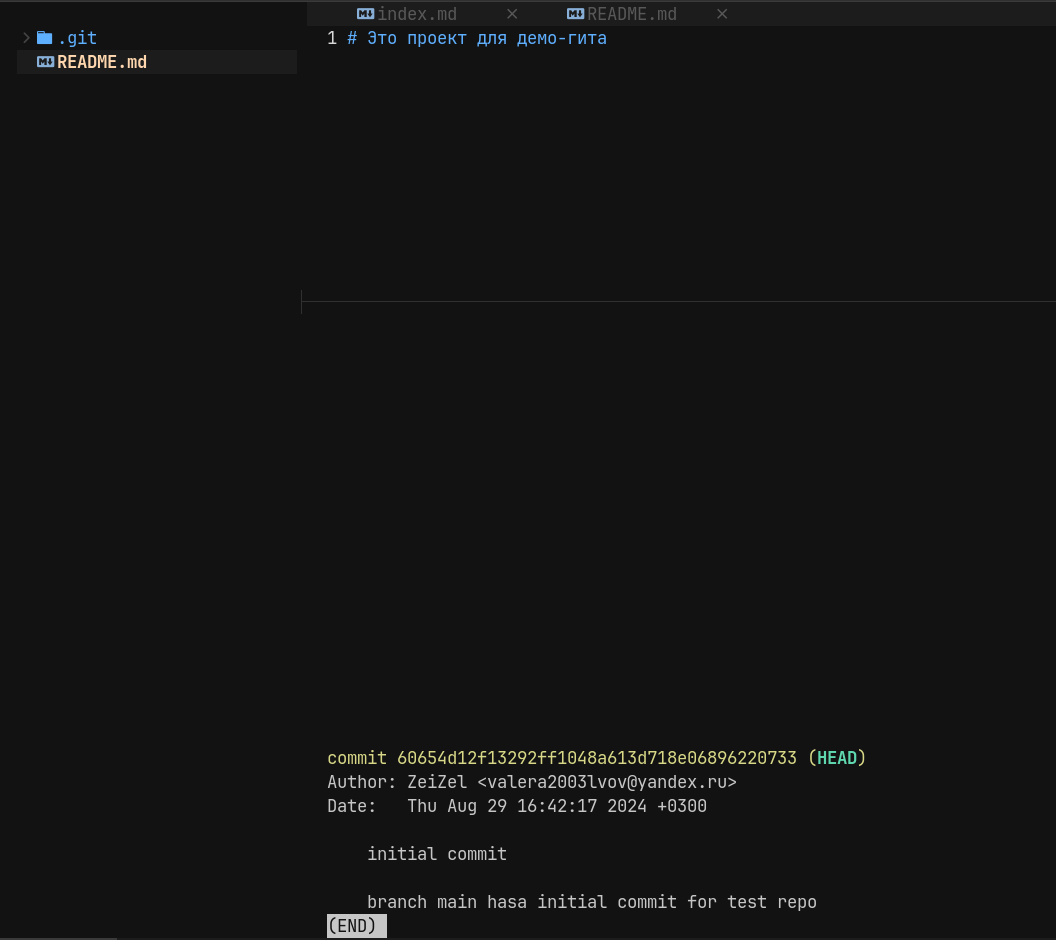 index.md × README.md ×
.git
README.md
1 # Это проект для демо-гита
commit 60654d12f13292ff1048a613d718e06896220733 (HEAD)
Author: ZeiZel <valera2003lvov@yandex.ru>
Date:   Thu Aug 29 16:42:17 2024 +0300
initial commit
branch main hasa initial commit for test repo
(END)